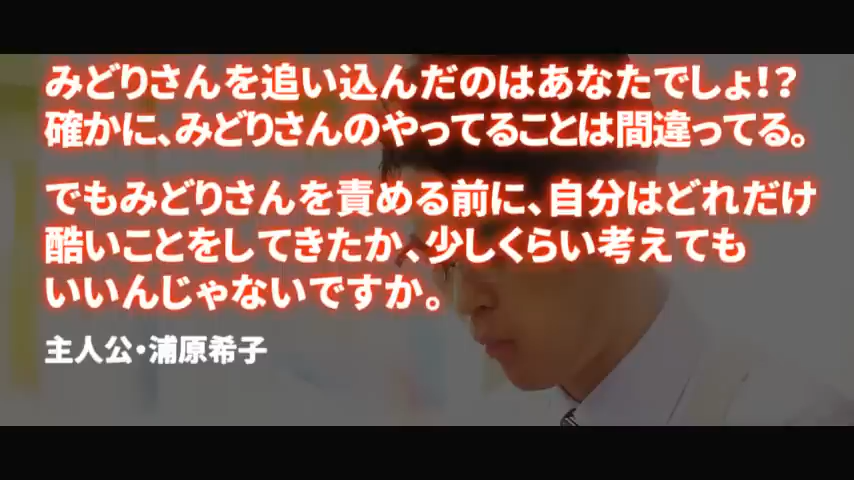 みどりさんを追い込んだのはあなたでしょ!?
確かに、みどりさんのやってることは間違ってる。
でもみどりさんを責める前に、自分はどれだけ
酷いことをしてきたか、少しくらい考えても
いいんじゃないですか。
主人公・浦原希子